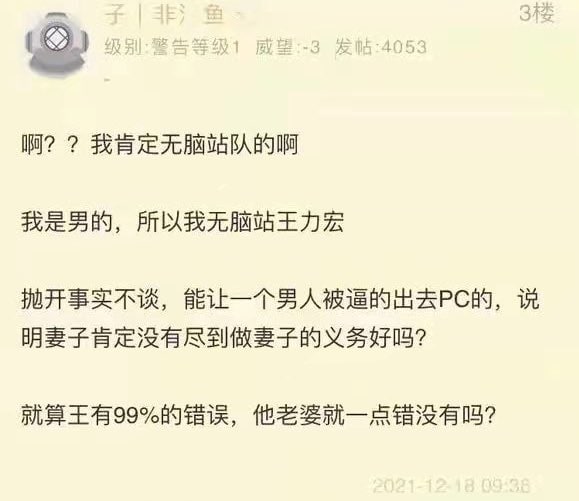 子丨非氵鱼
3楼
级别:警告等级1 威望:-3 发帖:4053
啊？？我肯定无脑站队的啊
我是男的，所以我无脑站王力宏
抛开事实不谈，能让一个男人被逼的出去PC的，说
明妻子肯定没有尽到做妻子的义务好吗？
就算王有99%的错误，他老婆就一点错没有吗？
2021-12-18 09:36